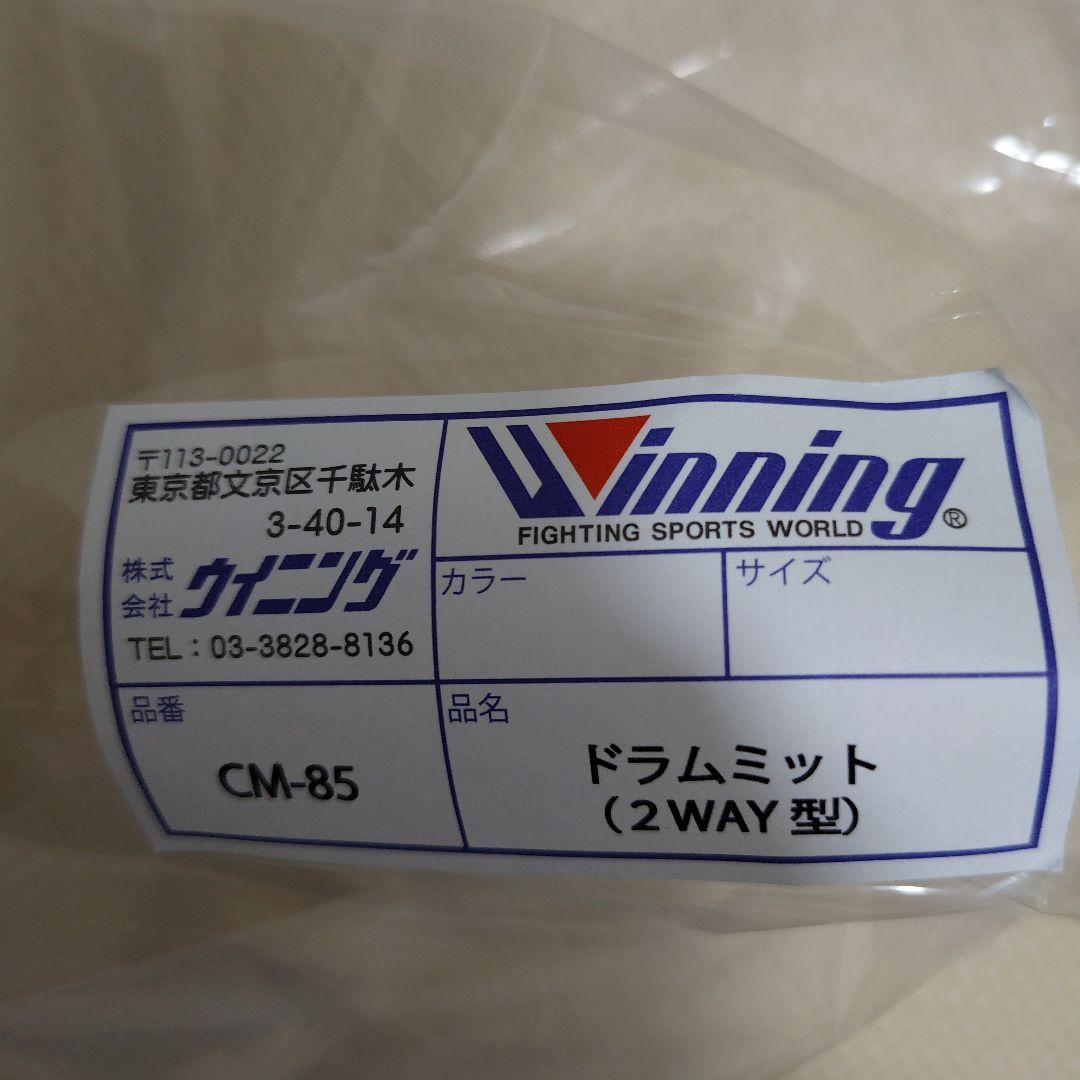 〒113-0022
東京都文京区千駄木
3-40-14
株式会社 ウイニング
TEL：03-3828-8136
Winning®
FIGHTING SPORTS WORLD
カラー
サイズ
品番
CM-85
品名
ドラムミット
（2WAY型）